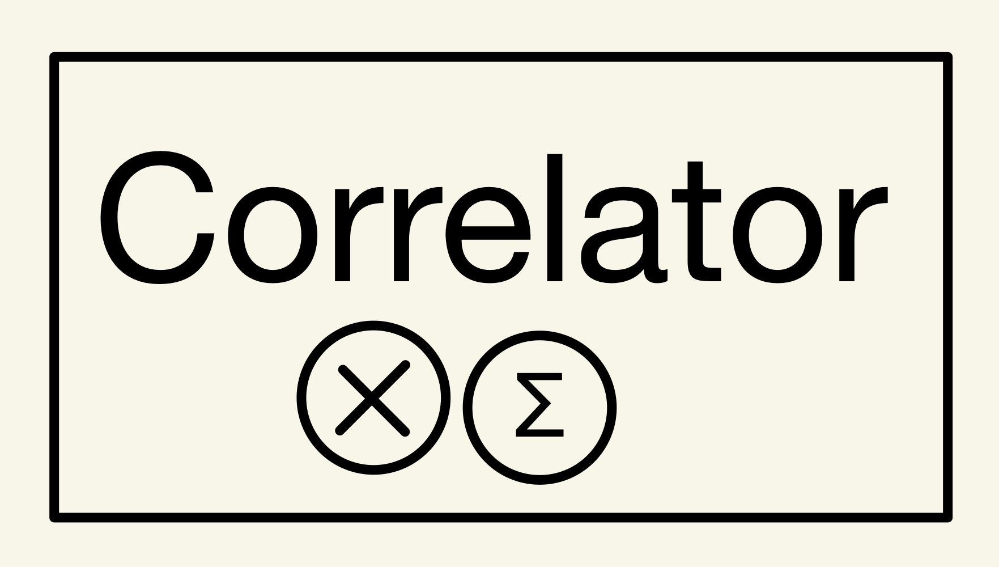 Correlator
× Σ